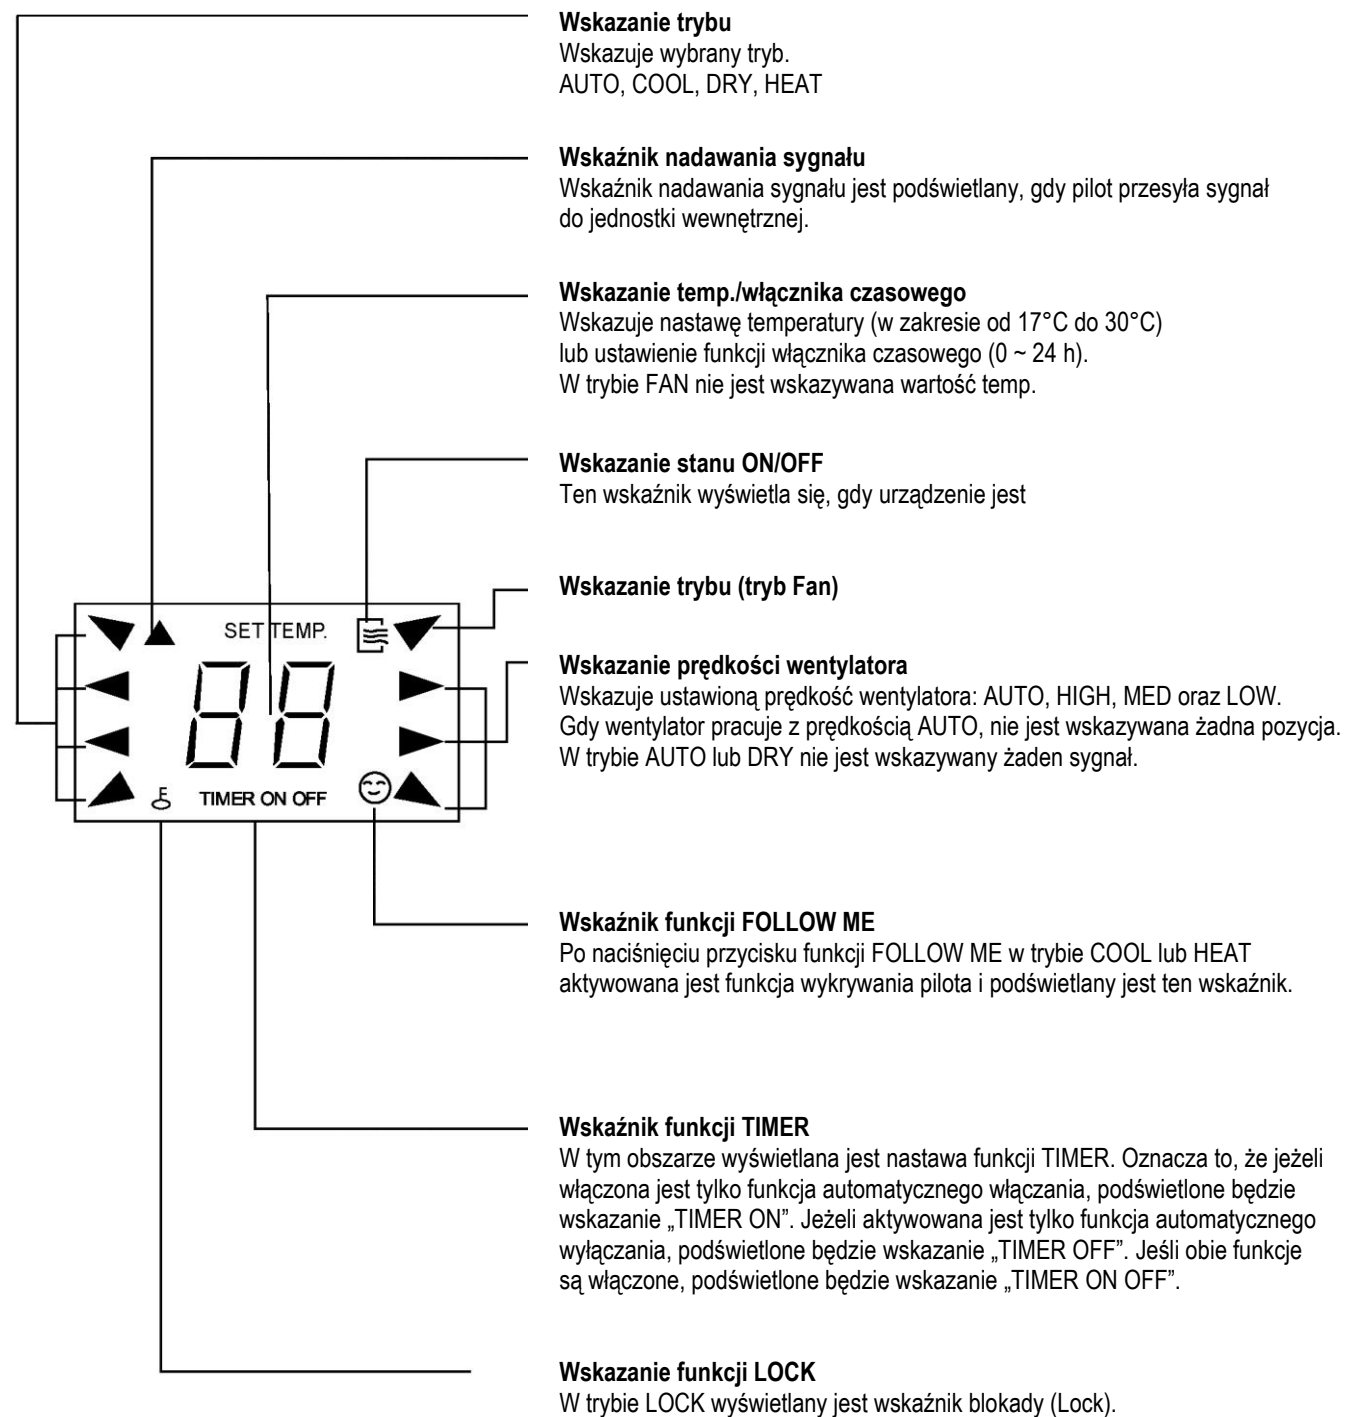 Wskazanie trybu
Wskazuje wybrany tryb.
AUTO, COOL, DRY, HEAT
Wskaźnik nadawania sygnału
Wskaźnik nadawania sygnału jest podświetlany, gdy pilot przesyła sygnał
do jednostki wewnętrznej.
Wskazanie temp./włącznika czasowego
Wskazuje nastawę temperatury (w zakresie od 17°C do 30°C)
lub ustawienie funkcji włącznika czasowego (0 ~ 24 h).
W trybie FAN nie jest wskazywana wartość temp.
Wskazanie stanu ON/OFF
Ten wskaźnik wyświetla się, gdy urządzenie jest
Wskazanie trybu (tryb Fan)
SET TEMP.
88
TIMER ON OFF
Wskazanie prędkości wentylatora
Wskazuje ustawioną prędkość wentylatora: AUTO, HIGH, MED oraz LOW.
Gdy wentylator pracuje z prędkością AUTO, nie jest wskazywana żadna pozycja.
W trybie AUTO lub DRY nie jest wskazywany żaden sygnał.
Wskaźnik funkcji FOLLOW ME
Po naciśnięciu przycisku funkcji FOLLOW ME w trybie COOL lub HEAT
aktywowana jest funkcja wykrywania pilota i podświetlany jest ten wskaźnik.
Wskaźnik funkcji TIMER
W tym obszarze wyświetlana jest nastawa funkcji TIMER. Oznacza to, że jeżeli
włączona jest tylko funkcja automatycznego włączania, podświetlone będzie
wskazanie „TIMER ON”. Jeżeli aktywowana jest tylko funkcja automatycznego
wyłączania, podświetlone będzie wskazanie „TIMER OFF”. Jeśli obie funkcje
są włączone, podświetlone będzie wskazanie „TIMER ON OFF”.
Wskazanie funkcji LOCK
W trybie LOCK wyświetlany jest wskaźnik blokady (Lock).